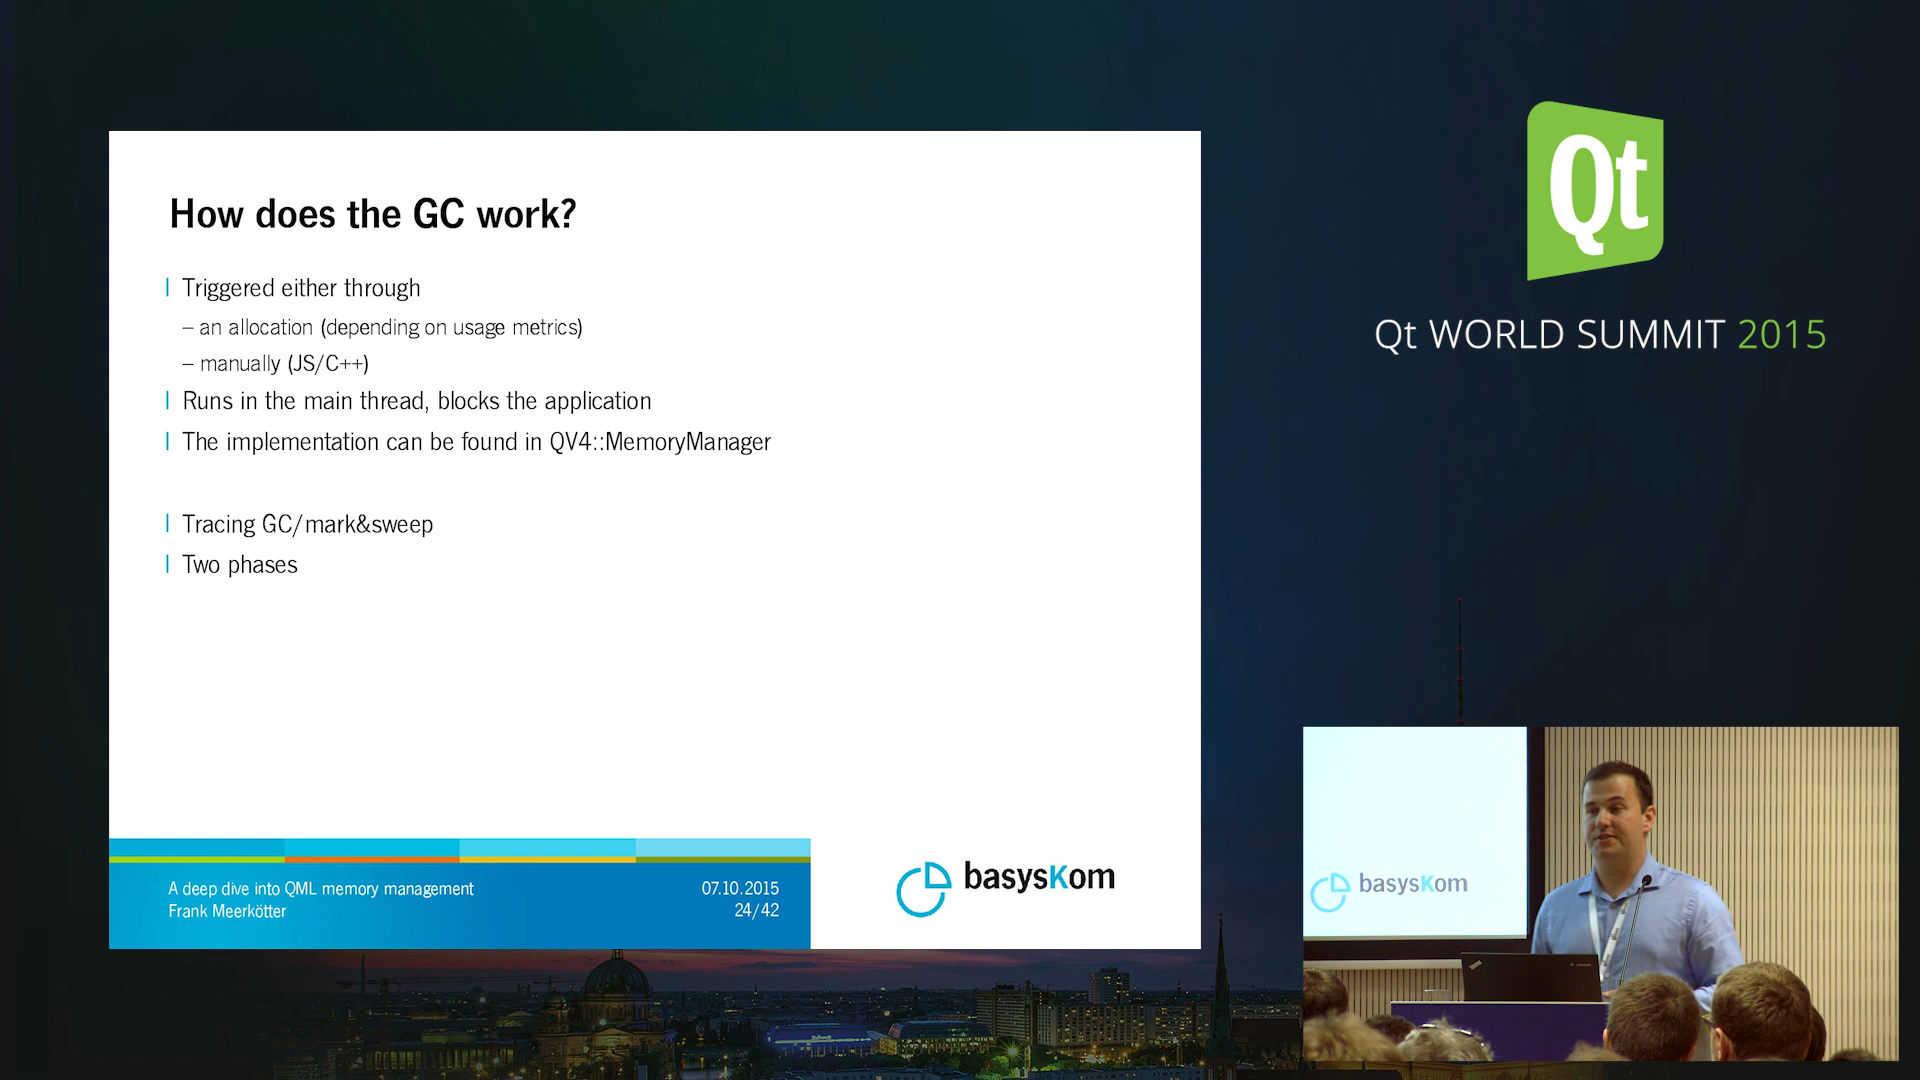 How does the GC work?
Triggered either through
– an allocation (depending on usage metrics)
– manually (JS/C++)
Runs in the main thread, blocks the application
The implementation can be found in QV4::MemoryManager
Tracing GC/mark&sweep
Two phases
A deep dive into QML memory management
Frank Meerkötter
07.10.2015
24/42
basysKom
Qt
Qt WORLD SUMMIT 2015
basysKom